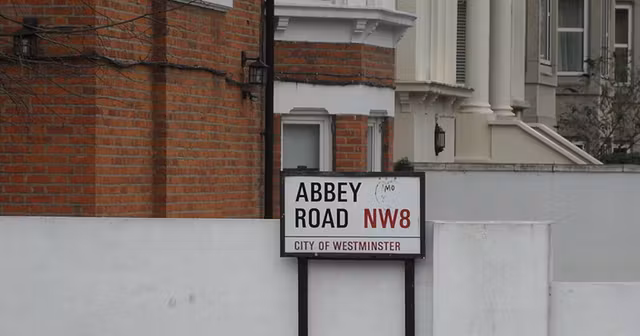 ABBEY
ROAD NW8
CITY OF WESTMINSTER